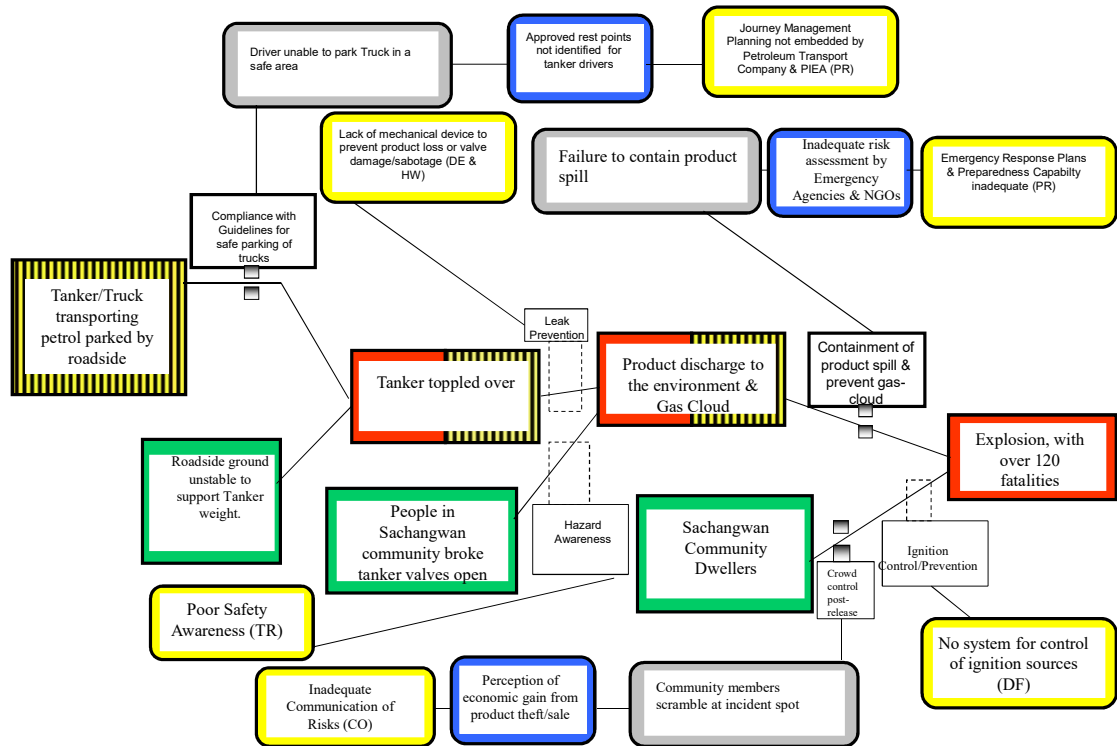 Driver unable to park Truck in a
safe area
Approved rest points
not identified for
tanker drivers
Journey Management
Planning not embedded by
Petroleum Transport
Company & PIEA (PR)
Lack of mechanical device to
prevent product loss or valve
damage/sabotage (DE &
HW)
Failure to contain product
spill
Inadequate risk
assessment by
Emergency
Agencies & NGOs
Emergency Response Plans
& Preparedness Capabilty
inadequate (PR)
Compliance with
Guidelines for
safe parking of
trucks
Tanker/Truck
transporting
petrol parked by
roadside
Leak
Prevention
Tanker toppled over
Product discharge to
the environment &
Gas Cloud
Containment of
product spill &
prevent gas-
cloud
Explosion, with
over 120
fatalities
Roadside ground
unstable to
support Tanker
weight.
People in
Sachangwan
community broke
tanker valves open
Hazard
Awareness
Sachangwan
Community
Dwellers
Crowd
control
post-
release
Ignition
Control/Prevention
Poor Safety
Awareness (TR)
No system for control
of ignition sources
(DF)
Inadequate
Communication of
Risks (CO)
Perception of
economic gain from
product theft/sale
Community members
scramble at incident spot